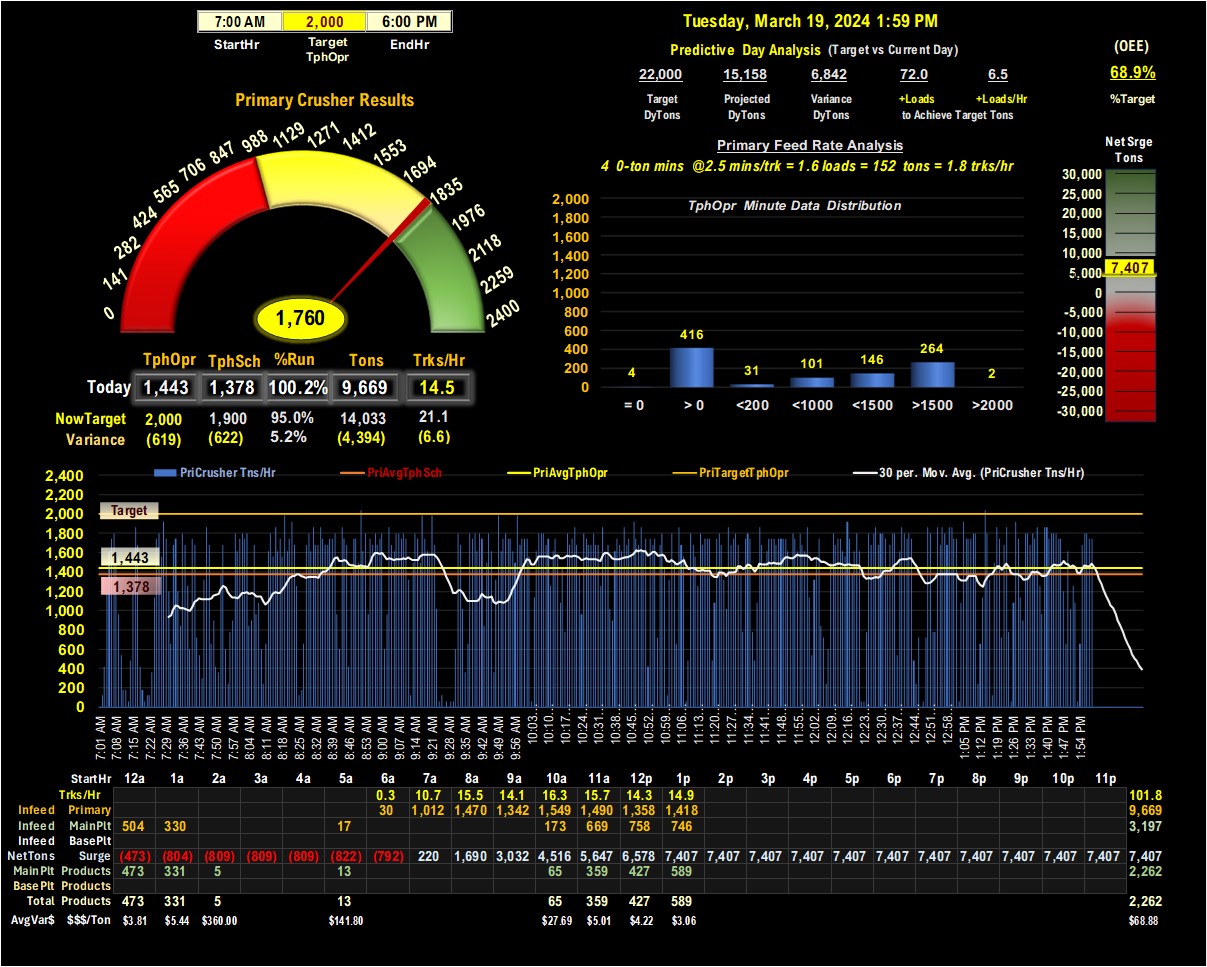 7:00 AM 2,000 6:00 PM
StartHr Target TphOpr EndHr
Tuesday, March 19, 2024 1:59 PM
Predictive Day Analysis (Target vs Current Day)
22,000 15,158 6,842 72.0 6.5
Target DyTons Projected DyTons Variance DyTons +Loads +Loads/Hr
to Achieve Target Tons
(OEE)
68.9%
%Target
Primary Crusher Results
0 141 282 424 565 706 847 988 1129 1271 1412 1553 1694 1835 1976 2118 2259 2400
1,760
TphOpr TphSch %Run Tons Trks/Hr
Today 1,443 1,378 100.2% 9,669 14.5
NowTarget 2,000 1,900 95.0% 14,033 21.1
Variance (619) (622) 5.2% (4,394) (6.6)
Primary Feed Rate Analysis
4 0-ton mins @2.5 mins/trk = 1.6 loads = 152 tons = 1.8 trks/hr
TphOpr Minute Data Distribution
2,000
1,800
1,600
1,400
1,200
1,000
800
600
400
200
0
4 416 31 101 146 264 2
= 0 > 0 <200 <1000 <1500 >1500 >2000
Net Srge
Tons
30,000
25,000
20,000
15,000
10,000
7,407
5,000
0
-5,000
-10,000
-15,000
-20,000
-25,000
-30,000
PriCrusher Tns/Hr PriAvgTphSch PriAvgTphOpr PriTargetTphOpr 30 per. Mov. Avg. (PriCrusher Tns/Hr)
2,400
2,200
2,000
1,800
1,600
1,400
1,200
1,000
800
600
400
200
0
Target
1,443
1,378
7:01 AM 7:08 AM 7:15 AM 7:22 AM 7:29 AM 7:36 AM 7:43 AM 7:50 AM 7:57 AM 8:04 AM 8:11 AM 8:18 AM 8:25 AM 8:32 AM 8:39 AM 8:46 AM 8:53 AM 9:00 AM 9:07 AM 9:14 AM 9:21 AM 9:28 AM 9:35 AM 9:42 AM 9:49 AM 9:56 AM 10:03… 10:10… 10:17… 10:24… 10:31… 10:38… 10:45… 10:52… 10:59… 11:06… 11:13… 11:20… 11:27… 11:34… 11:41… 11:48… 11:55… 12:02… 12:09… 12:16… 12:23… 12:30… 12:37… 12:44… 12:51… 12:58… 1:05 PM 1:12 PM 1:19 PM 1:26 PM 1:33 PM 1:40 PM 1:47 PM 1:54 PM
StartHr 12a 1a 2a 3a 4a 5a 6a 7a 8a 9a 10a 11a 12p 1p 2p 3p 4p 5p 6p 7p 8p 9p 10p 11p
Trks/Hr 0.3 10.7 15.5 14.1 16.3 15.7 14.3 14.9 101.8
Infeed Primary 30 1,012 1,470 1,342 1,549 1,490 1,358 1,418 9,669
Infeed MainPlt 504 330 17 173 669 758 746 3,197
Infeed BasePlt
NetTons Surge (473) (804) (809) (809) (809) (822) (792) 220 1,690 3,032 4,516 5,647 6,578 7,407 7,407 7,407 7,407 7,407 7,407 7,407 7,407 7,407 7,407 7,407 7,407
MainPlt Products 473 331 5 13 65 359 427 589 2,262
BasePlt Products
Total Products 473 331 5 13 65 359 427 589 2,262
AvgVar$ $$$/Ton $3.81 $5.44 $360.00 $141.80 $27.69 $5.01 $4.22 $3.06 $68.88